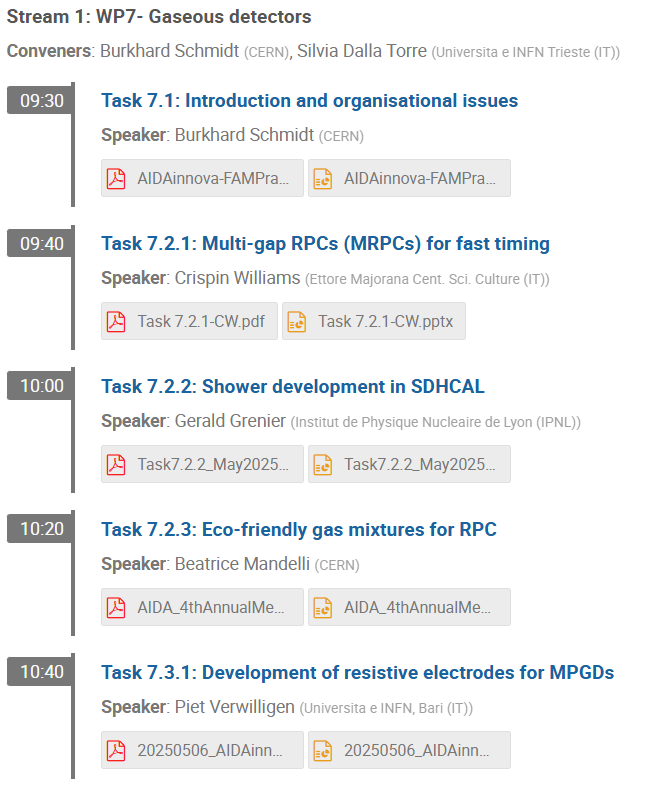 Stream 1: WP7- Gaseous detectors
Conveners: Burkhard Schmidt (CERN), Silvia Dalla Torre (Universita e INFN Trieste (IT))
09:30 Task 7.1: Introduction and organisational issues
Speaker: Burkhard Schmidt (CERN)
AIDAinnova-FAMPra... AIDAinnova-FAMPra...
09:40 Task 7.2.1: Multi-gap RPCs (MRPCs) for fast timing
Speaker: Crispin Williams (Ettore Majorana Cent. Sci. Culture (IT))
Task 7.2.1-CW.pdf Task 7.2.1-CW.pptx
10:00 Task 7.2.2: Shower development in SDHCAL
Speaker: Gerald Grenier (Institut de Physique Nucleaire de Lyon (IPNL))
Task7.2.2_May2025... Task7.2.2_May2025...
10:20 Task 7.2.3: Eco-friendly gas mixtures for RPC
Speaker: Beatrice Mandelli (CERN)
AIDA_4thAnnualMe... AIDA_4thAnnualMe...
10:40 Task 7.3.1: Development of resistive electrodes for MPGDs
Speaker: Piet Verwilligen (Universita e INFN, Bari (IT))
20250506_AIDAinn... 20250506_AIDAinn...